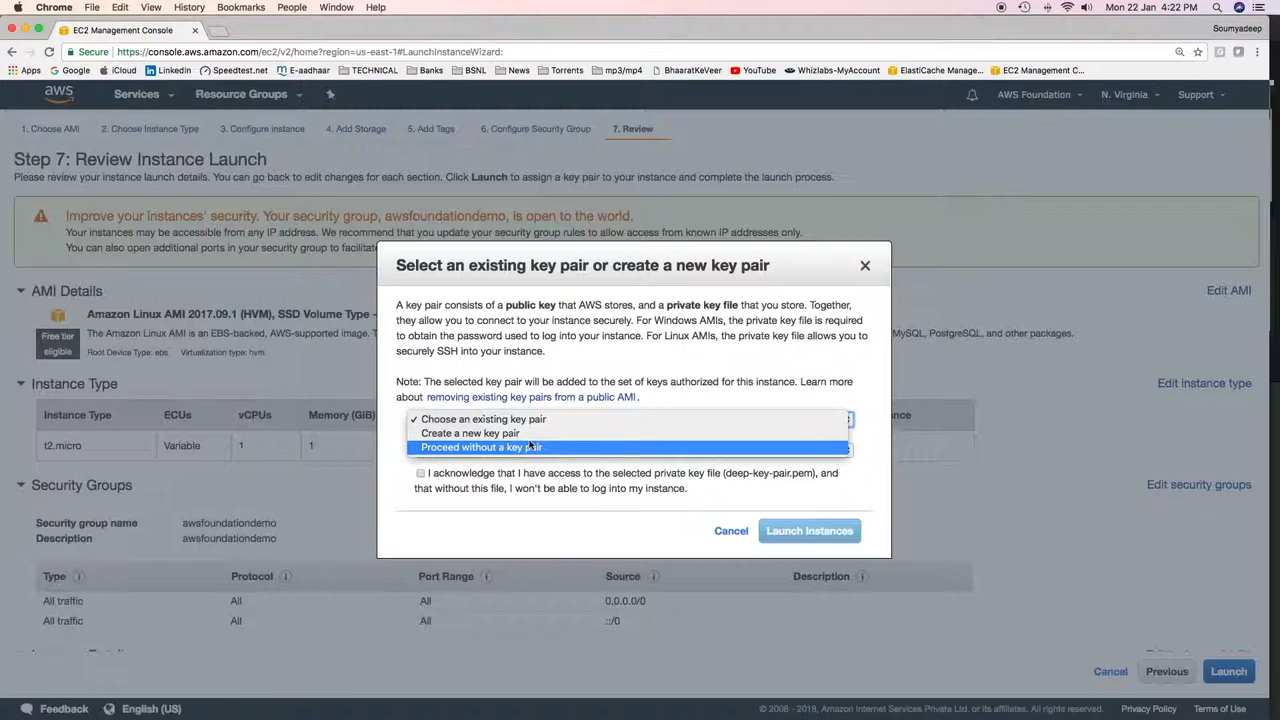 Chrome File Edit View History Bookmarks People Window Help
Mon 22 Jan 4:22 PM
EC2 Management Console
Soumyadeep
Secure https://console.aws.amazon.com/ec2/v2/home?region=us-east-1#LaunchInstanceWizard:
Apps Google iCloud LinkedIn Speedtest.net E-aadhaar TECHNICAL Banks BSNL News Torrents mp3/mp4 BhaaratKeVeer YouTube Whizlabs-MyAccount ElastiCache Manage... EC2 Management C...
aws Services Resource Groups AWS Foundation N. Virginia Support
1. Choose AMI 2. Choose Instance Type 3. Configure Instance 4. Add Storage 5. Add Tags 6. Configure Security Group 7. Review
Step 7: Review Instance Launch
Please review your instance launch details. You can go back to edit changes for each section. Click Launch to assign a key pair to your instance and complete the launch process.
Improve your instances' security. Your security group, awsfoundationdemo, is open to the world.
Your instances may be accessible from any IP address. We recommend that you update your security group rules to allow access from known IP addresses only.
You can also open additional ports in your security group to facilitate
Select an existing key pair or create a new key pair
A key pair consists of a public key that AWS stores, and a private key file that you store. Together,
they allow you to connect to your instance securely. For Windows AMIs, the private key file is required
to obtain the password used to log into your instance. For Linux AMIs, the private key file allows you to
securely SSH into your instance.
Note: The selected key pair will be added to the set of keys authorized for this instance. Learn more
about removing existing key pairs from a public AMI.
✓ Choose an existing key pair
Create a new key pair
Proceed without a key pair
I acknowledge that I have access to the selected private key file (deep-key-pair.pem), and
that without this file, I won't be able to log into my instance.
Cancel Launch Instances
AMI Details
Edit AMI
Amazon Linux AMI 2017.09.1 (HVM), SSD Volume Type -
Free tier
eligible
The Amazon Linux AMI is an EBS-backed, AWS-supported image. MySQL, PostgreSQL, and other packages.
Root Device Type: ebs Virtualization type: hvm
Instance Type
Edit instance type
Instance Type ECUs vCPUs Memory (GiB)
t2.micro Variable 1 1
Security Groups
Edit security groups
Security group name awsfoundationdemo
Description awsfoundationdemo
Type Protocol Port Range Source Description
All traffic All All 0.0.0.0/0
All traffic All All ::/0
Cancel Previous Launch
Feedback English (US)
© 2008 - 2018, Amazon Internet Services Private Ltd. or its affiliates. All rights reserved. Privacy Policy Terms of Use